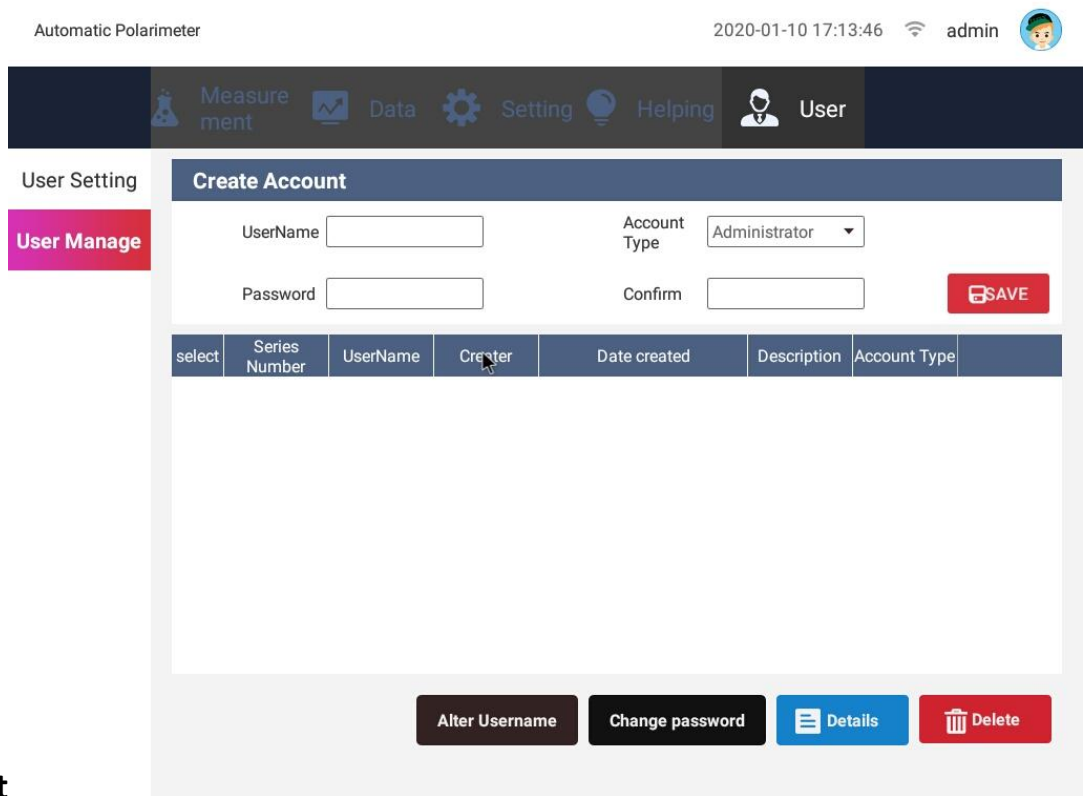 Automatic Polarimeter
2020-01-10 17:13:46 admin
Measure
ment
Data
Setting
Helping
User
User Setting
User Manage
Create Account
UserName
Account
Type
Administrator
Password
Confirm
SAVE
select
Series
Number
UserName
Creater
Date created
Description
Account Type
Alter Username
Change password
Details
Delete
t